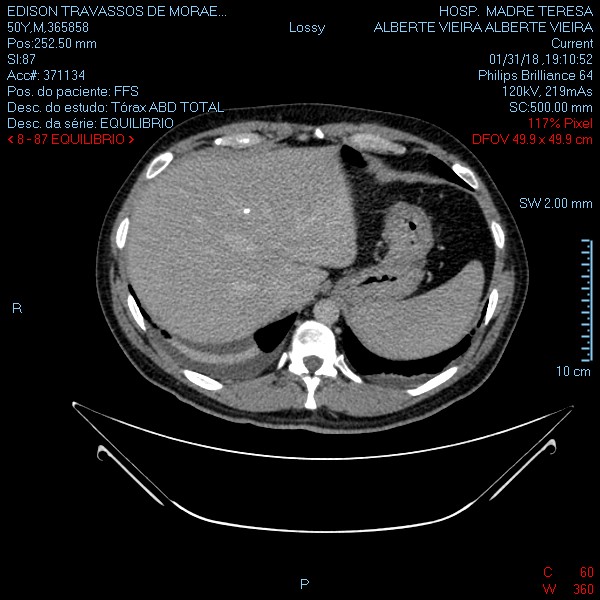 EDISON TRAVASSOS DE MORAE...
50Y,M,365858
Pos:252.50 mm
SI:87
Acc#: 371134
Pos. do paciente: FFS
Desc. do estudo: Tórax ABD TOTAL
Desc. da série: EQUILIBRIO
< 8 - 87 EQUILIBRIO >
Lossy
HOSP. MADRE TERESA
ALBERTE VIEIRA ALBERTE VIEIRA
Current
01/31/18 ,19:10:52
Philips Brilliance 64
120kV, 219mAs
SC:500.00 mm
117% Pixel
DFOV 49.9 x 49.9 cm
SW 2.00 mm
R
10 cm
P
C 60
W 360